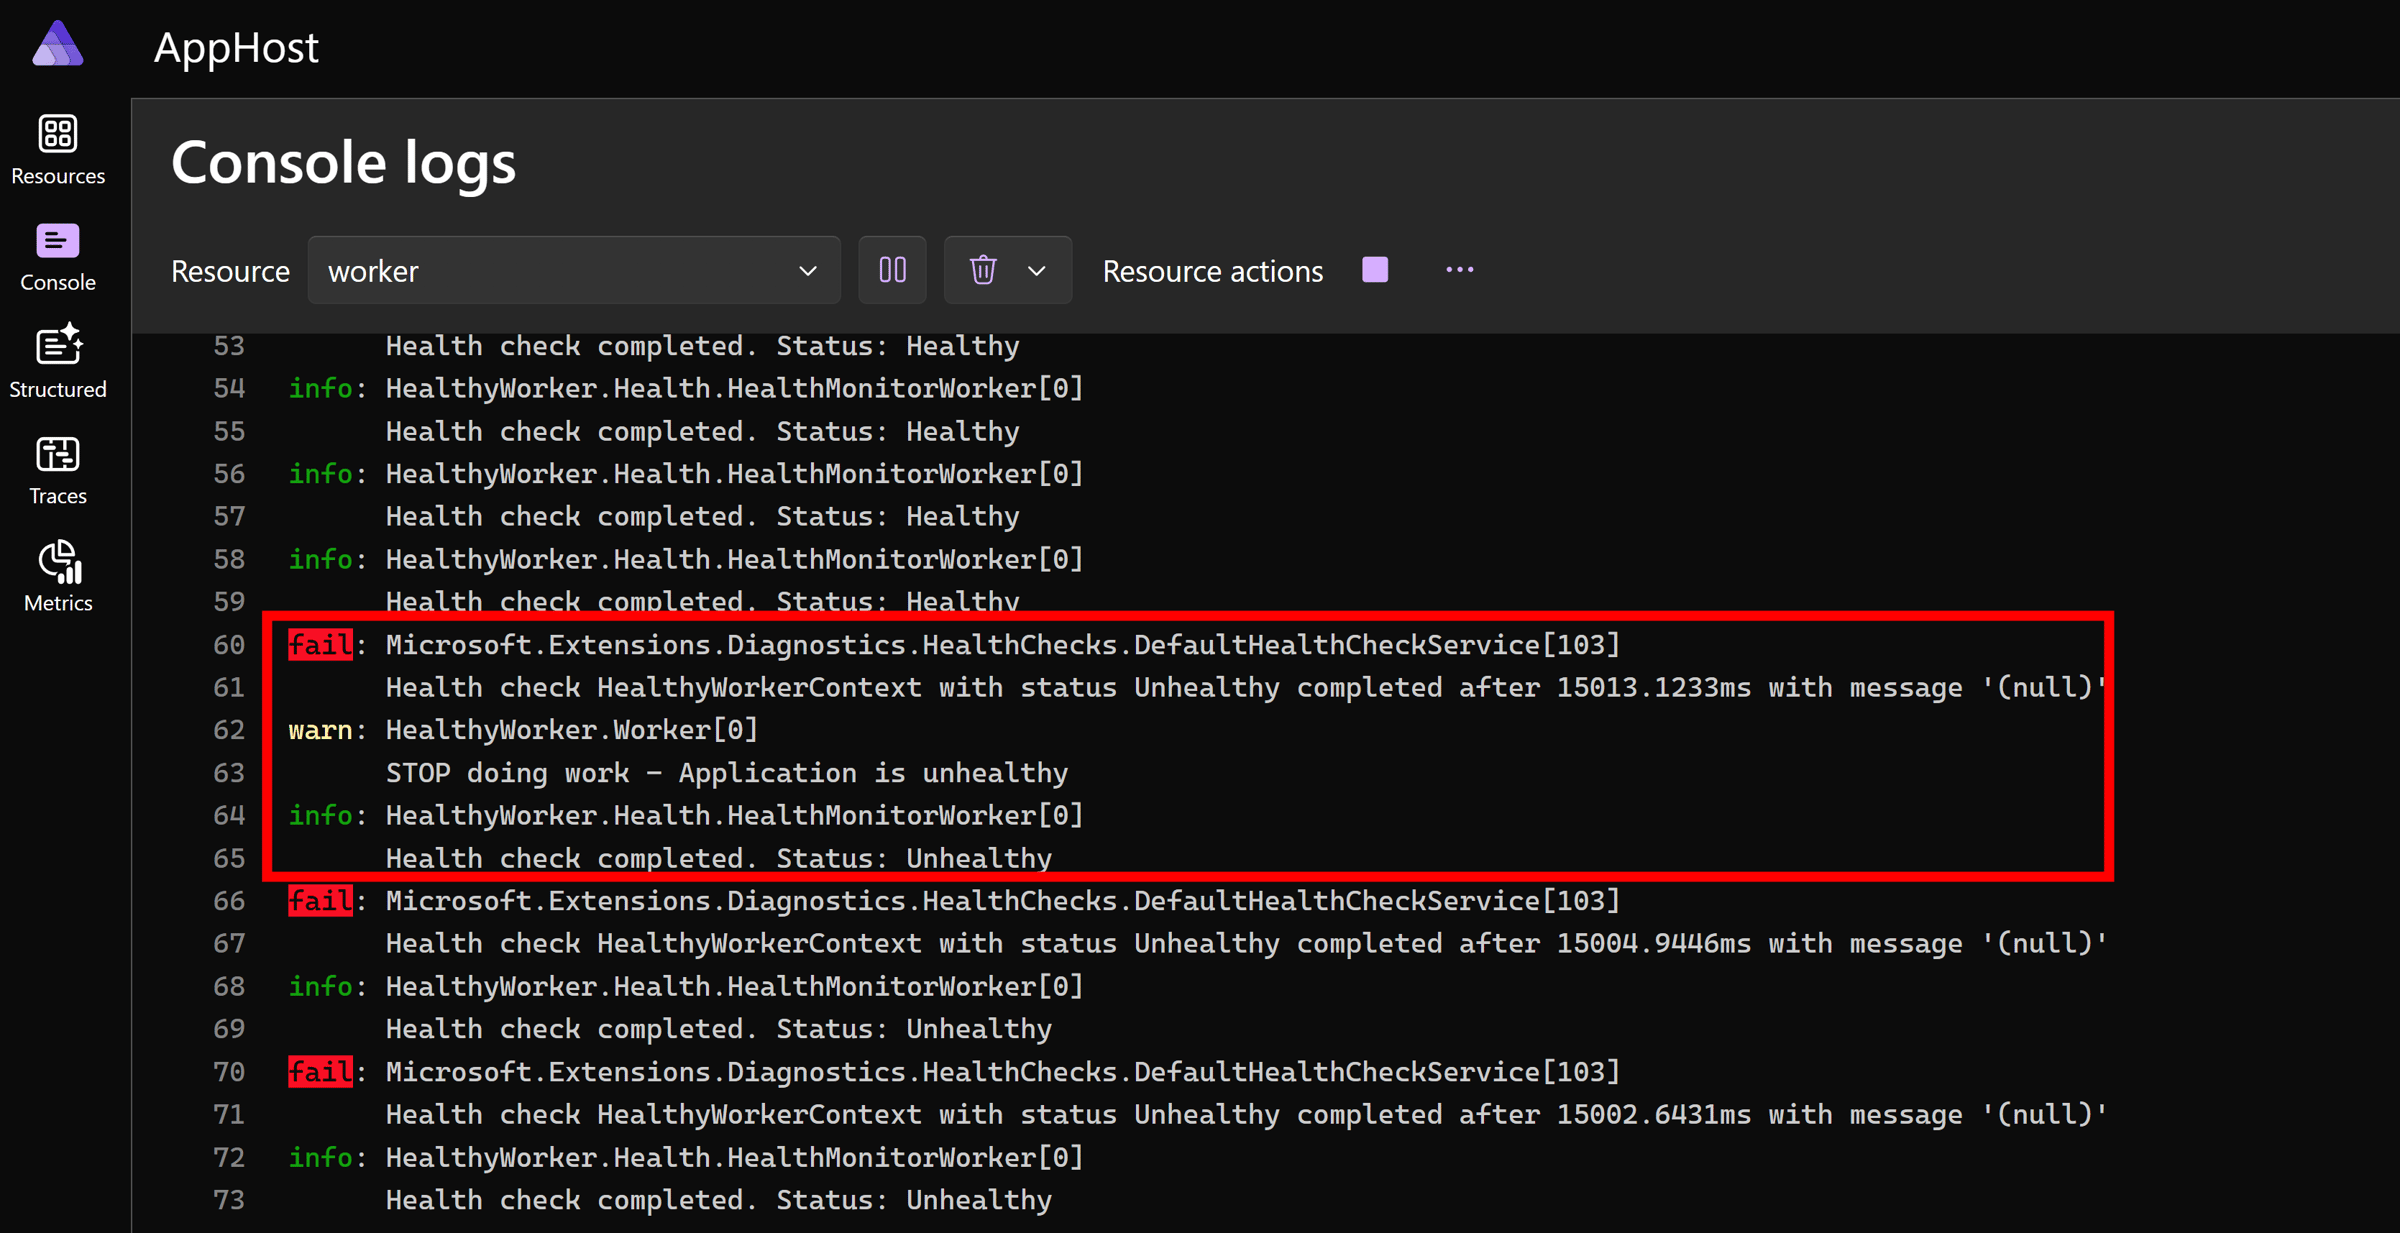 AppHost
Resources
Console
Structured
Traces
Metrics
Console logs
Resource worker Resource actions
53 Health check completed. Status: Healthy
54 info: HealthyWorker.Health.HealthMonitorWorker[0]
55 Health check completed. Status: Healthy
56 info: HealthyWorker.Health.HealthMonitorWorker[0]
57 Health check completed. Status: Healthy
58 info: HealthyWorker.Health.HealthMonitorWorker[0]
59 Health check completed. Status: Healthy
60 fail: Microsoft.Extensions.Diagnostics.HealthChecks.DefaultHealthCheckService[103]
61 Health check HealthyWorkerContext with status Unhealthy completed after 15013.1233ms with message '(null)'
62 warn: HealthyWorker.Worker[0]
63 STOP doing work - Application is unhealthy
64 info: HealthyWorker.Health.HealthMonitorWorker[0]
65 Health check completed. Status: Unhealthy
66 fail: Microsoft.Extensions.Diagnostics.HealthChecks.DefaultHealthCheckService[103]
67 Health check HealthyWorkerContext with status Unhealthy completed after 15004.9446ms with message '(null)'
68 info: HealthyWorker.Health.HealthMonitorWorker[0]
69 Health check completed. Status: Unhealthy
70 fail: Microsoft.Extensions.Diagnostics.HealthChecks.DefaultHealthCheckService[103]
71 Health check HealthyWorkerContext with status Unhealthy completed after 15002.6431ms with message '(null)'
72 info: HealthyWorker.Health.HealthMonitorWorker[0]
73 Health check completed. Status: Unhealthy